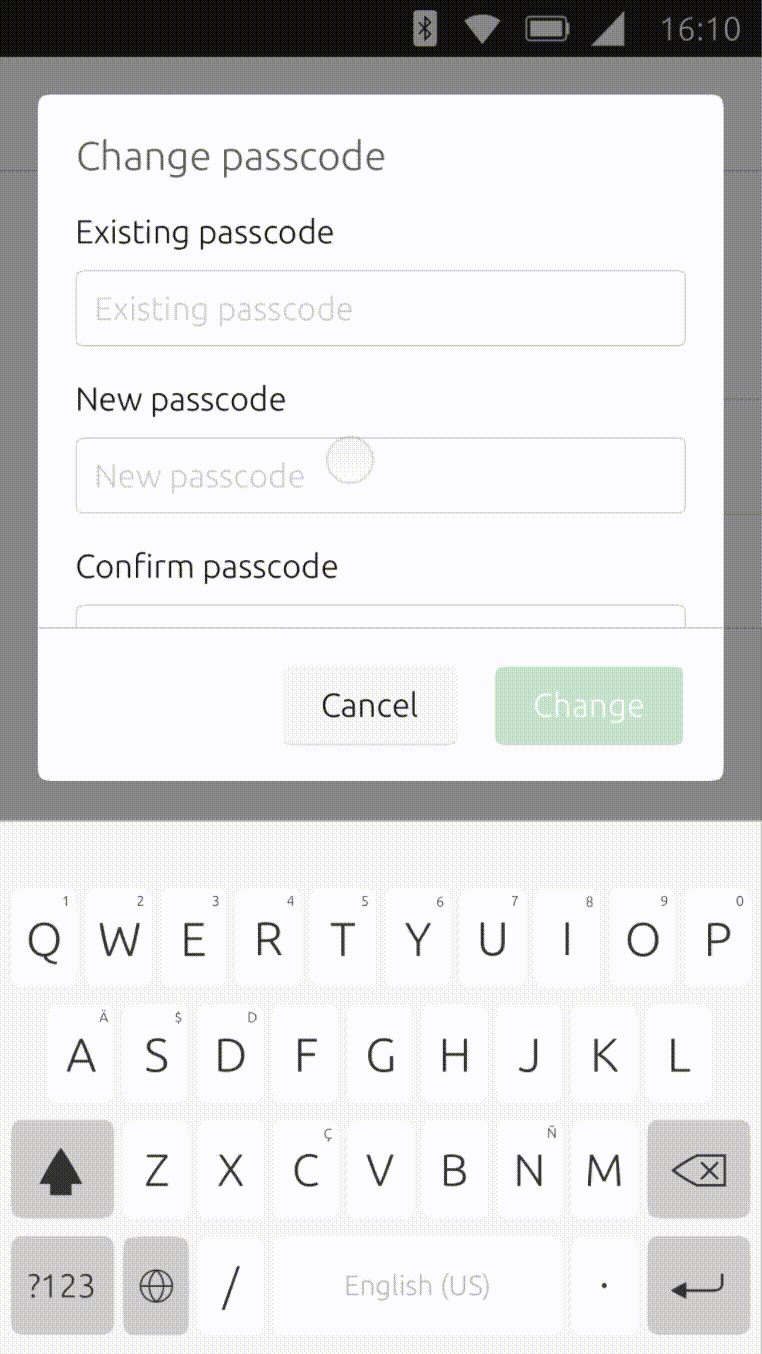 16:10
Change passcode
Existing passcode
Existing passcode
New passcode
New passcode
Confirm passcode
Cancel Change
1 2 3 4 5 6 7 8 9 0
Q W E R T Y U I O P
Ä $ D
A S D F G H J K L
Ç Ñ
Z X C V B N M
?123 / English (US) .